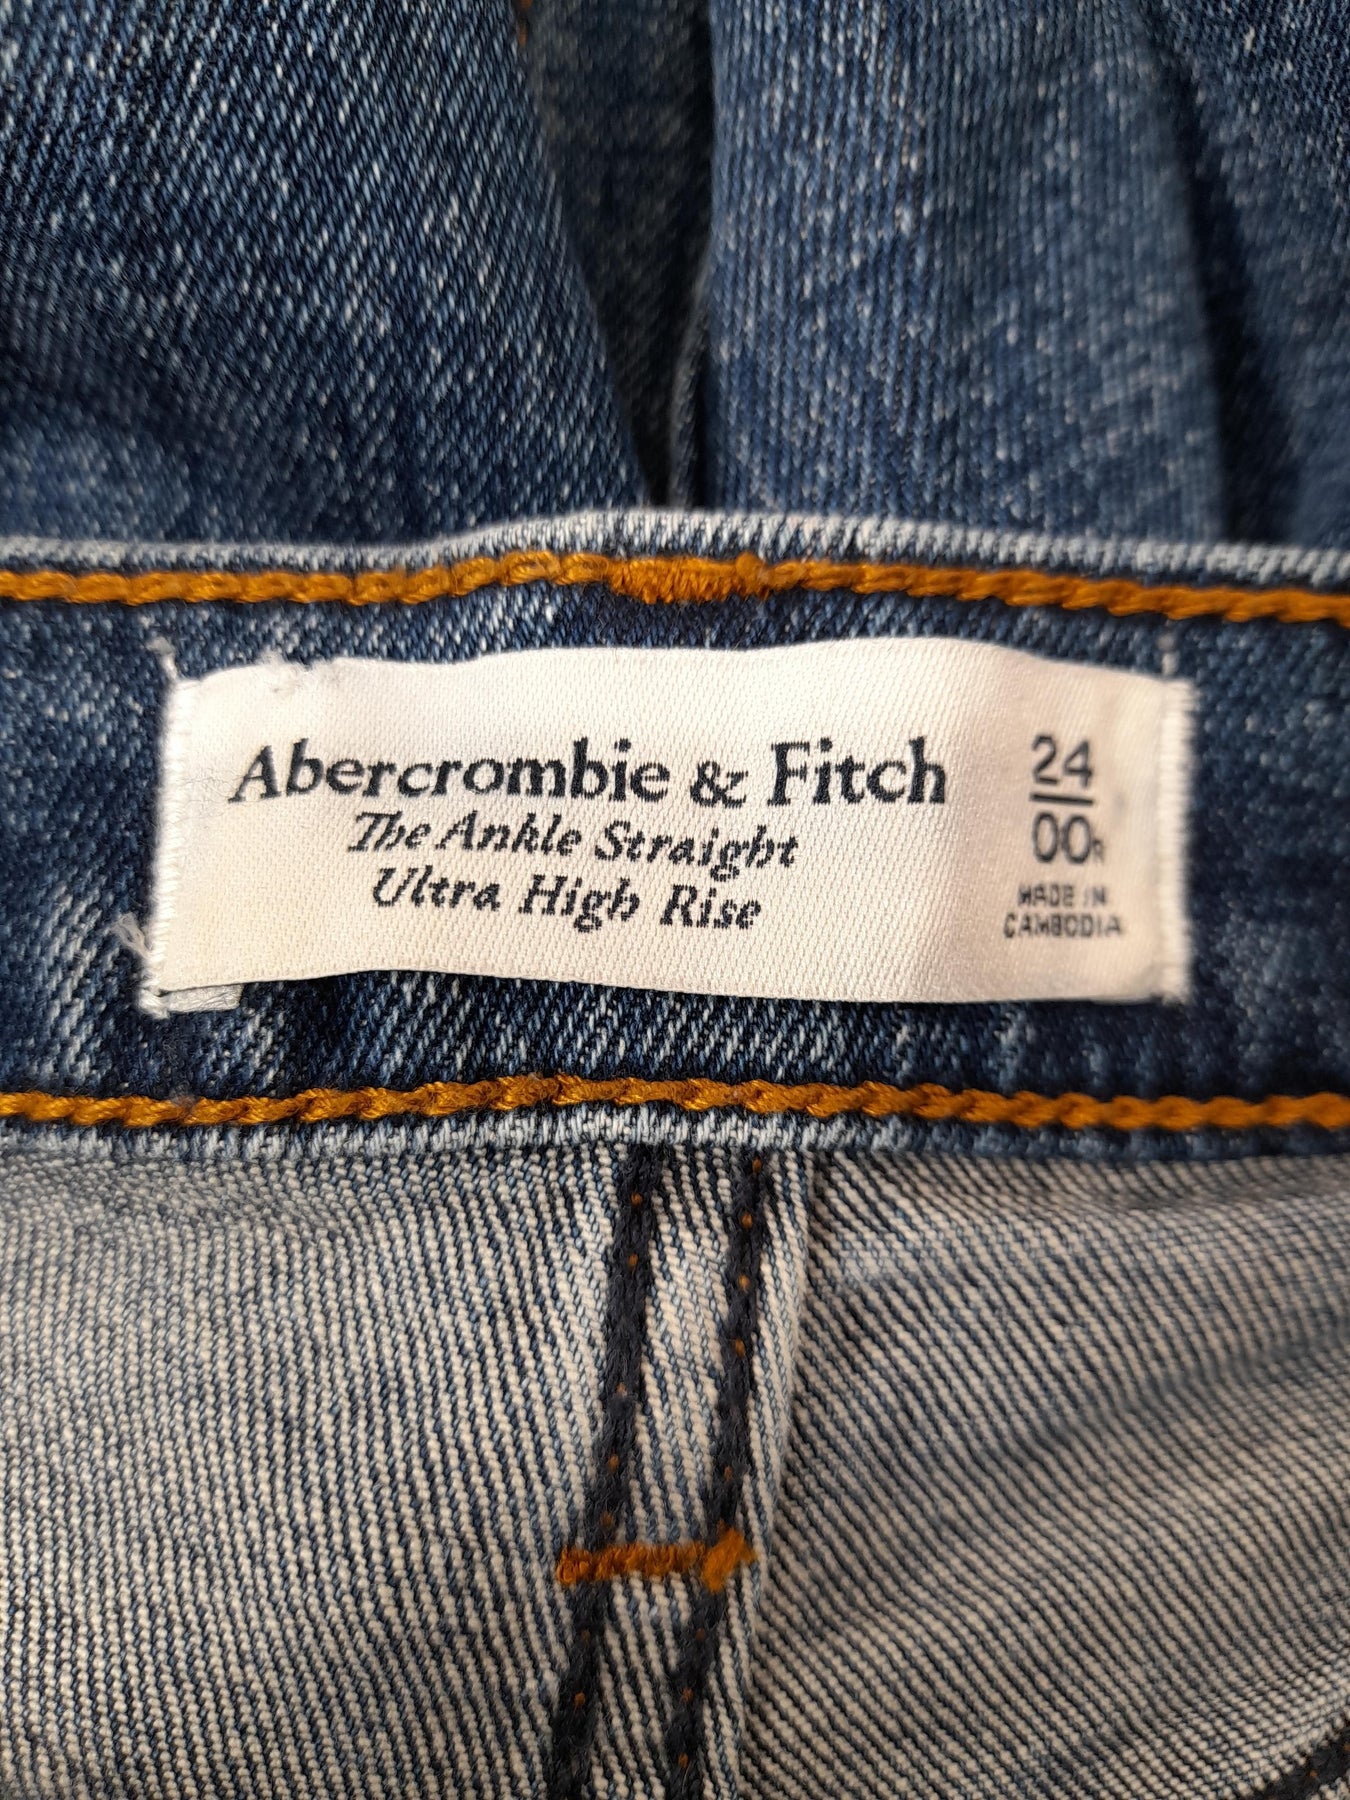 Abercrombie & Fitch
The Ankle Straight
Ultra High Rise
24
00R
MADE IN
CAMBODIA